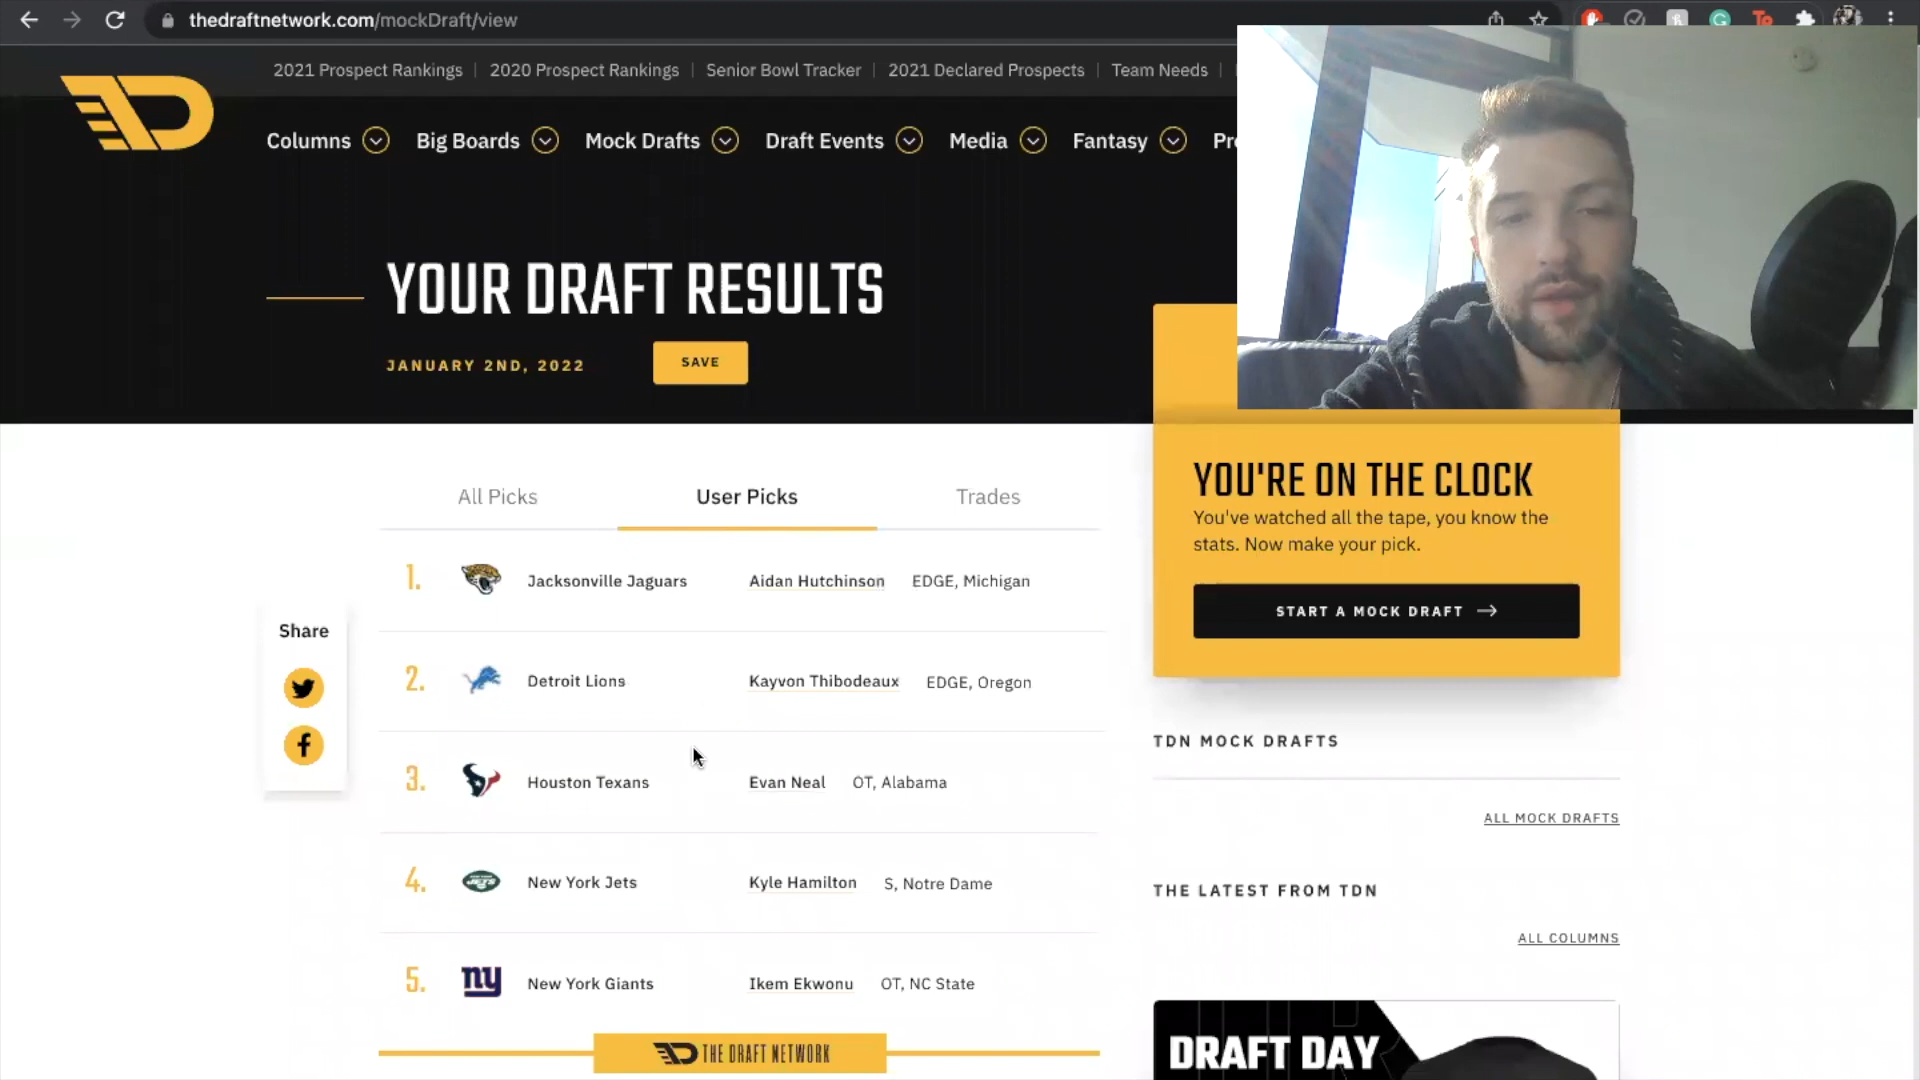 thedraftnetwork.com/mockDraft/view
2021 Prospect Rankings | 2020 Prospect Rankings | Senior Bowl Tracker | 2021 Declared Prospects | Team Needs |
Columns Big Boards Mock Drafts Draft Events Media Fantasy Pr
YOUR DRAFT RESULTS
JANUARY 2ND, 2022
SAVE
All Picks User Picks Trades
1. Jacksonville Jaguars Aidan Hutchinson EDGE, Michigan
2. Detroit Lions Kayvon Thibodeaux EDGE, Oregon
3. Houston Texans Evan Neal OT, Alabama
4. JETS New York Jets Kyle Hamilton S, Notre Dame
5. ny New York Giants Ikem Ekwonu OT, NC State
THE DRAFT NETWORK
Share
YOU'RE ON THE CLOCK
You've watched all the tape, you know the
stats. Now make your pick.
START A MOCK DRAFT
TDN MOCK DRAFTS
ALL MOCK DRAFTS
THE LATEST FROM TDN
ALL COLUMNS
DRAFT DAY